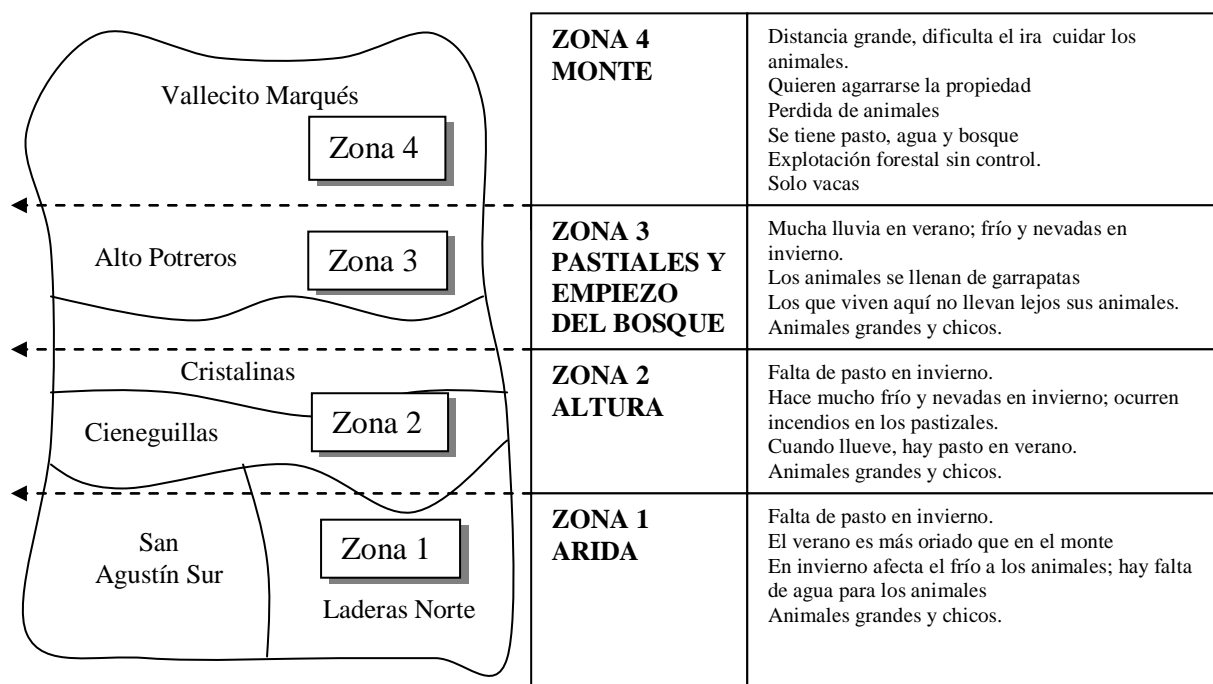 Vallecito Marqués
Zona 4
Alto Potreros
Zona 3
Cristalinas
Cieneguillas
Zona 2
San
Agustín Sur
Zona 1
Laderas Norte
ZONA 4
MONTE
Distancia grande, dificulta el ira cuidar los
animales.
Quieren agarrarse la propiedad
Perdida de animales
Se tiene pasto, agua y bosque
Explotación forestal sin control.
Solo vacas
ZONA 3
PASTIALES Y
EMPIEZO
DEL BOSQUE
Mucha lluvia en verano; frío y nevadas en
invierno.
Los animales se llenan de garrapatas
Los que viven aquí no llevan lejos sus animales.
Animales grandes y chicos.
ZONA 2
ALTURA
Falta de pasto en invierno.
Hace mucho frío y nevadas en invierno; ocurren
incendios en los pastizales.
Cuando llueve, hay pasto en verano.
Animales grandes y chicos.
ZONA 1
ARIDA
Falta de pasto en invierno.
El verano es más oriado que en el monte
En invierno afecta el frío a los animales; hay falta
de agua para los animales
Animales grandes y chicos.